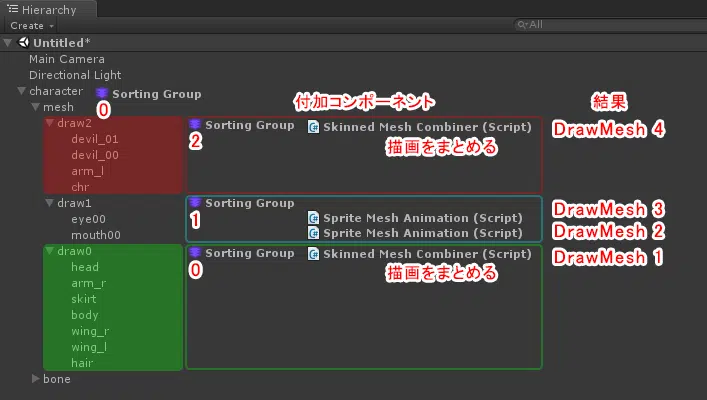 Hierarchy
Create
All
Untitled*
Main Camera
Directional Light
character Sorting Group
0
mesh
付加コンポーネント 結果
draw2 Sorting Group Skinned Mesh Combiner (Script) DrawMesh 4
2
devil_01
描画をまとめる
devil_00
arm_l
chr
draw1 Sorting Group DrawMesh 3
1
eye00 Sprite Mesh Animation (Script)
mouth00 Sprite Mesh Animation (Script) DrawMesh 2
draw0 Sorting Group Skinned Mesh Combiner (Script) DrawMesh 1
0
head
描画をまとめる
arm_r
skirt
body
wing_r
wing_l
hair
bone